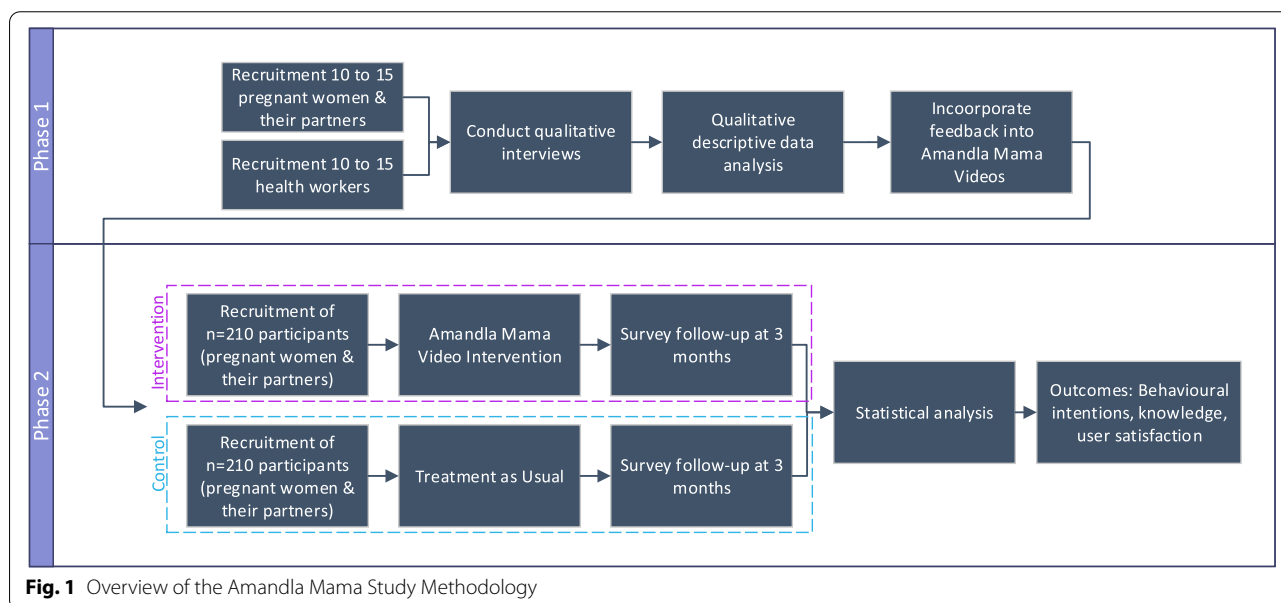 Phase 1
Recruitment 10 to 15
pregnant women &
their partners
Recruitment 10 to 15
health workers
Conduct qualitative
interviews
Qualitative
descriptive data
analysis
Incoorporate
feedback into
Amandla Mama
Videos
Phase 2
Intervention
Recruitment of
n=210 participants
(pregnant women &
their partners)
Amandla Mama
Video Intervention
Survey follow-up at 3
months
Control
Recruitment of
n=210 participants
(pregnant women &
their partners)
Treatment as Usual
Survey follow-up at 3
months
Statistical analysis
Outcomes: Behavioural
intentions, knowledge,
user satisfaction
Fig. 1 Overview of the Amandla Mama Study Methodology